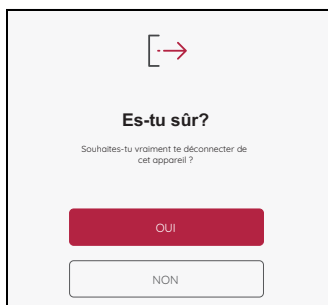 Es-tu sûr?
Souhaites-tu vraiment te déconnecter de
cet appareil ?
OUI
NON